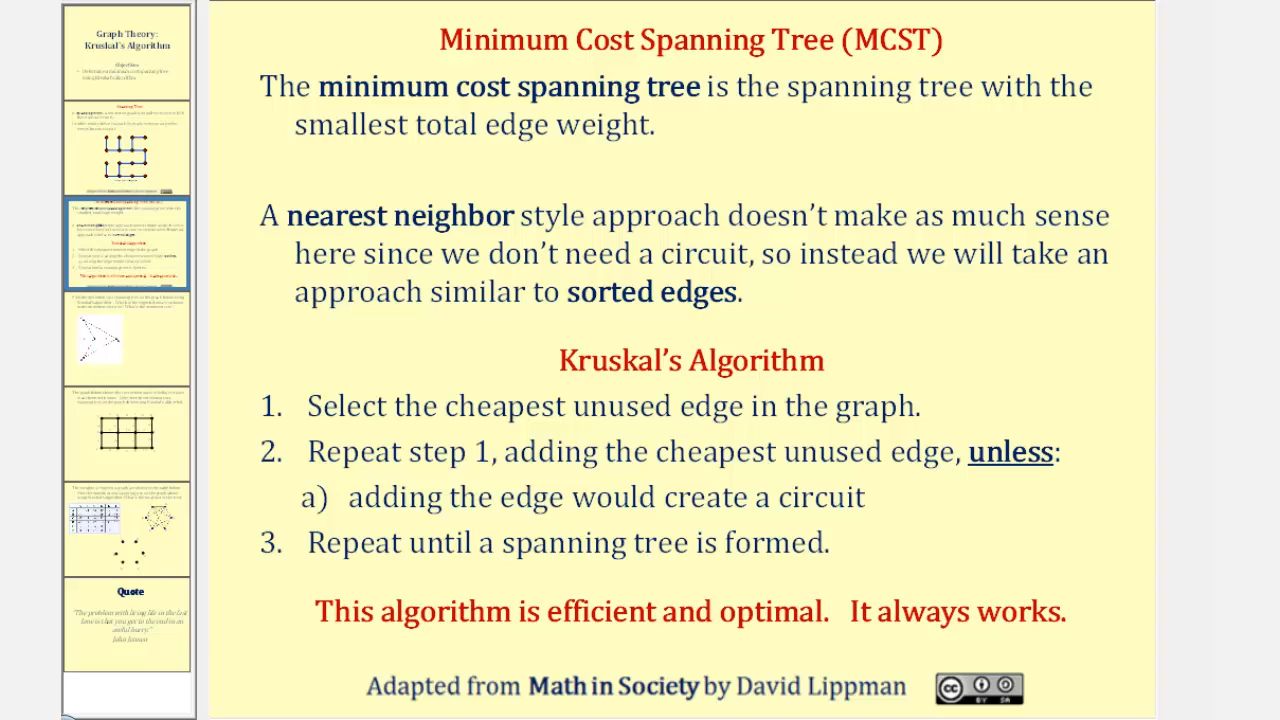 Graph Theory:
Kruskal's Algorithm
Quote
Minimum Cost Spanning Tree (MCST)
The minimum cost spanning tree is the spanning tree with the
smallest total edge weight.
A nearest neighbor style approach doesn't make as much sense
here since we don't need a circuit, so instead we will take an
approach similar to sorted edges.
Kruskal's Algorithm
1. Select the cheapest unused edge in the graph.
2. Repeat step 1, adding the cheapest unused edge, unless:
a) adding the edge would create a circuit
3. Repeat until a spanning tree is formed.
This algorithm is efficient and optimal. It always works.
Adapted from Math in Society by David Lippman
cc BY SA